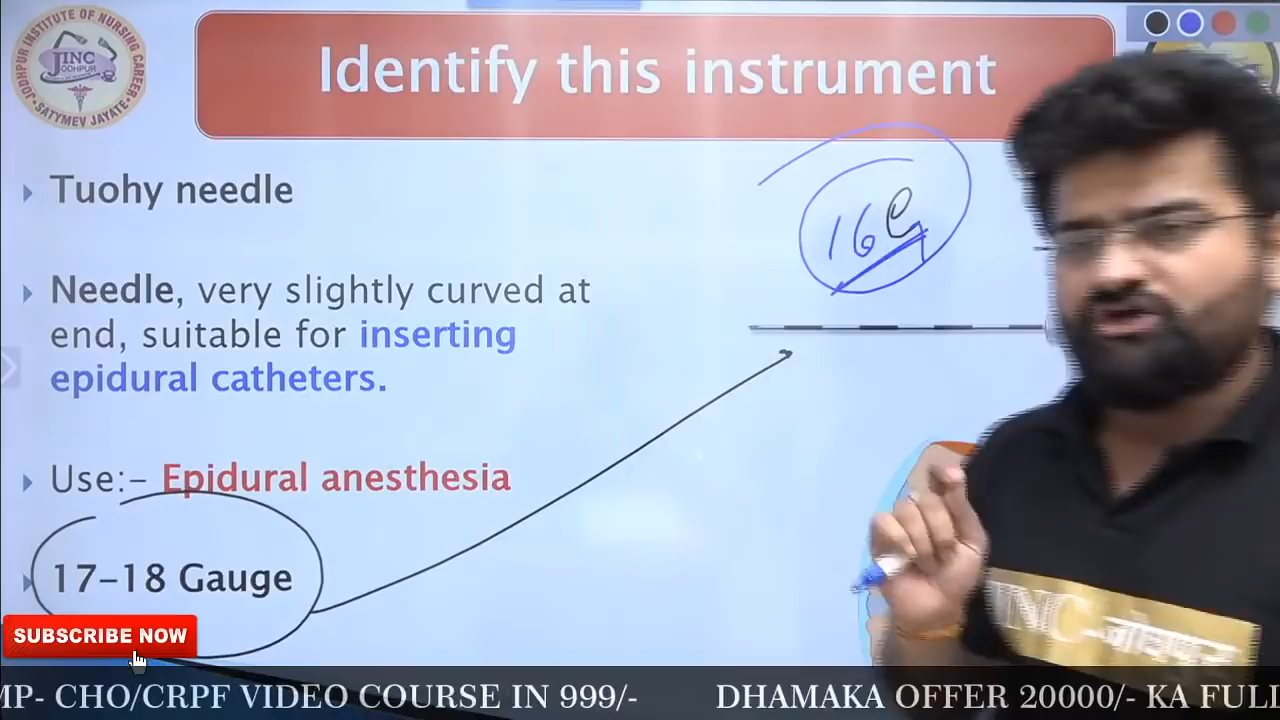 JODHPUR INSTITUTE OF NURSING CAREER
JINC
JODHPUR
SATYMEV JAYATE
Identify this instrument
Tuohy needle
16G
Needle, very slightly curved at
end, suitable for inserting
epidural catheters.
Use:- Epidural anesthesia
17-18 Gauge
SUBSCRIBE NOW
JINC-जोधपुर
MP- CHO/CRPF VIDEO COURSE IN 999/- DHAMAKA OFFER 20000/- KA FULL